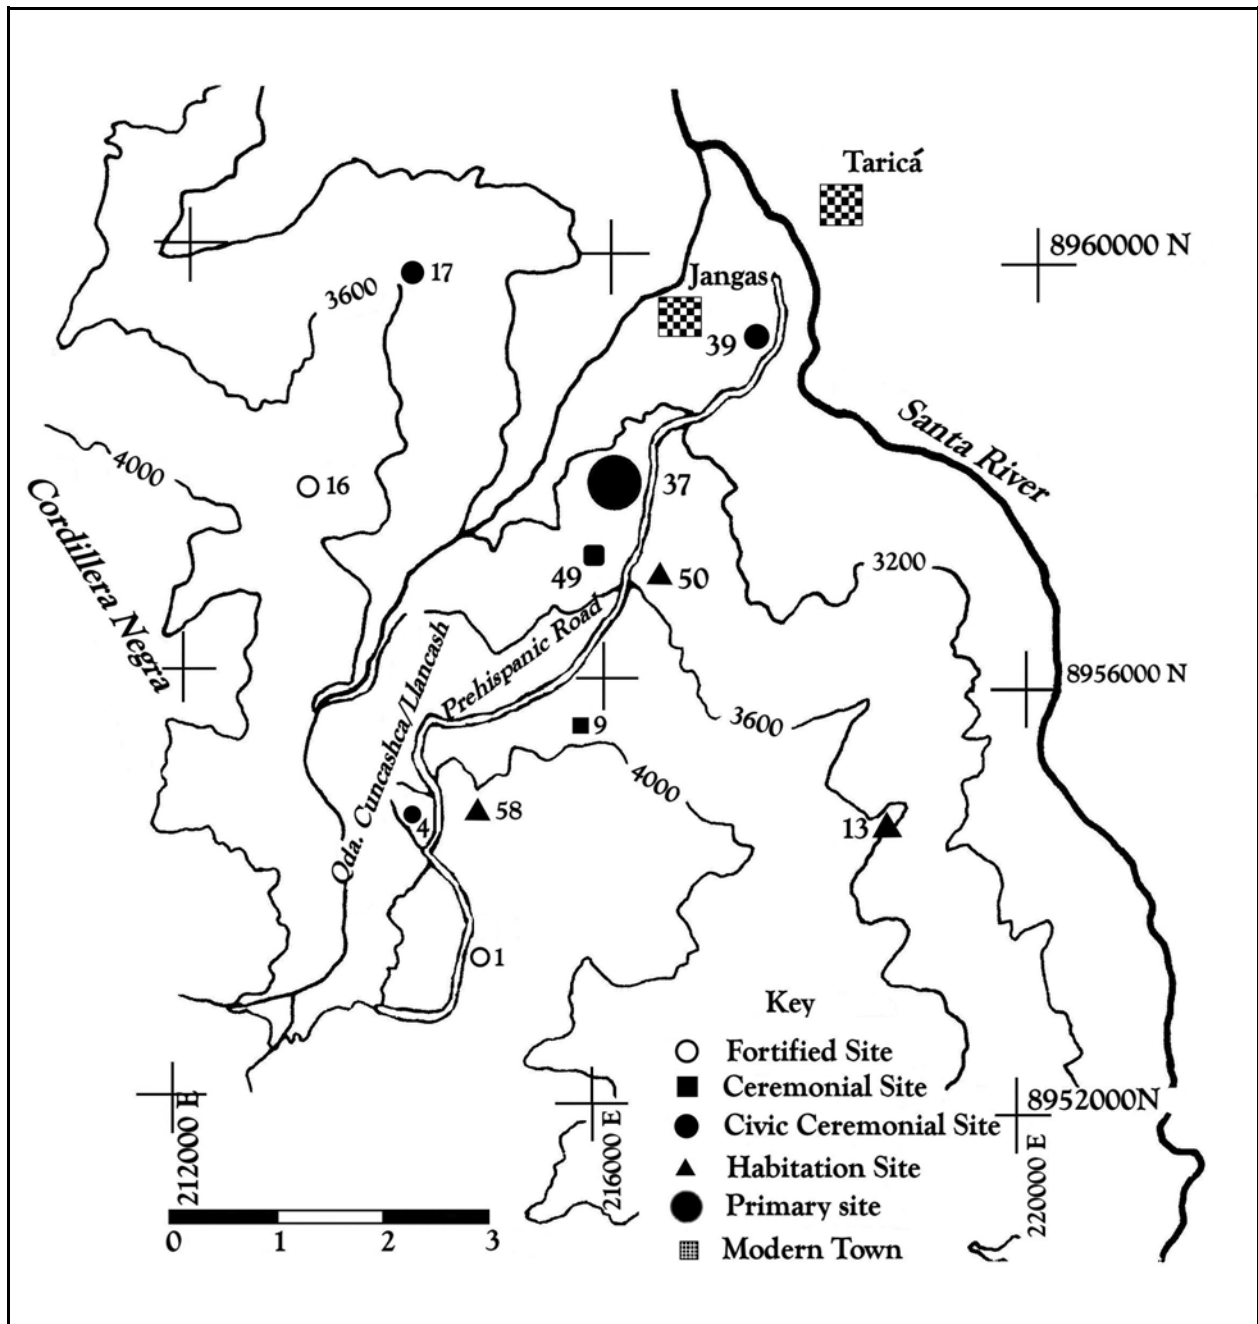 Taricá
8960000 N
17
Jangas
3600
39
Santa River
4000
16
37
Cordillera Negra
49
50
3200
Prehispanic Road
8956000 N
Qda. Cuncashca/Llancash
9
3600
4000
58
4
13
1
Key
Fortified Site
Ceremonial Site
8952000N
Civic Ceremonial Site
212000 E
216000 E
220000 E
Habitation Site
Primary site
Modern Town
0 1 2 3